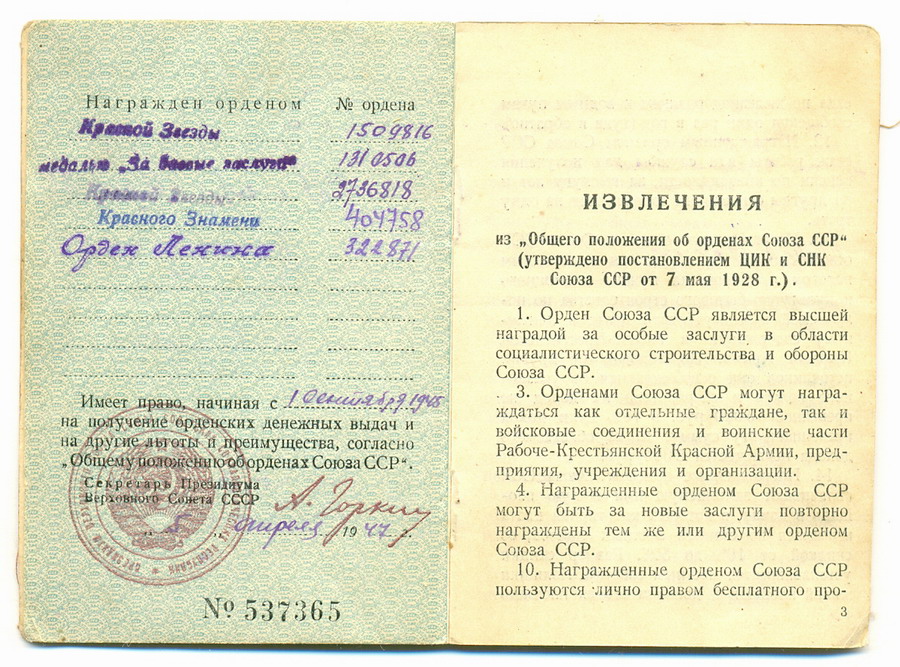 Награжден орденом № ордена
Красной Звезды 1509816
медалью „За боевые заслуги" 1310506
Красной Звезды 2736818
Красного Знамени 404758
Орден Ленина 322871
Имеет право, начиная с 1 Сентября 1945
на получение орденских денежных выдач и
на другие льготы и преимущества, согласно
„Общему положению об орденах Союза ССР".
Секретарь Президиума
Верховного Совета СССР А. Горкин
апреля 1947 г.
№ 537365
ИЗВЛЕЧЕНИЯ
из „Общего положения об орденах Союза ССР"
(утверждено постановлением ЦИК и СНК
Союза ССР от 7 мая 1928 г.).
1. Орден Союза ССР является высшей
наградой за особые заслуги в области
социалистического строительства и обороны
Союза ССР.
3. Орденами Союза ССР могут награ-
ждаться как отдельные граждане, так и
войсковые соединения и воинские части
Рабоче-Крестьянской Красной Армии, пред-
приятия, учреждения и организации.
4. Награжденные орденом Союза ССР
могут быть за новые заслуги повторно
награждены тем же или другим орденом
Союза ССР.
10. Награжденные орденом Союза ССР
пользуются лично правом бесплатного про-
3